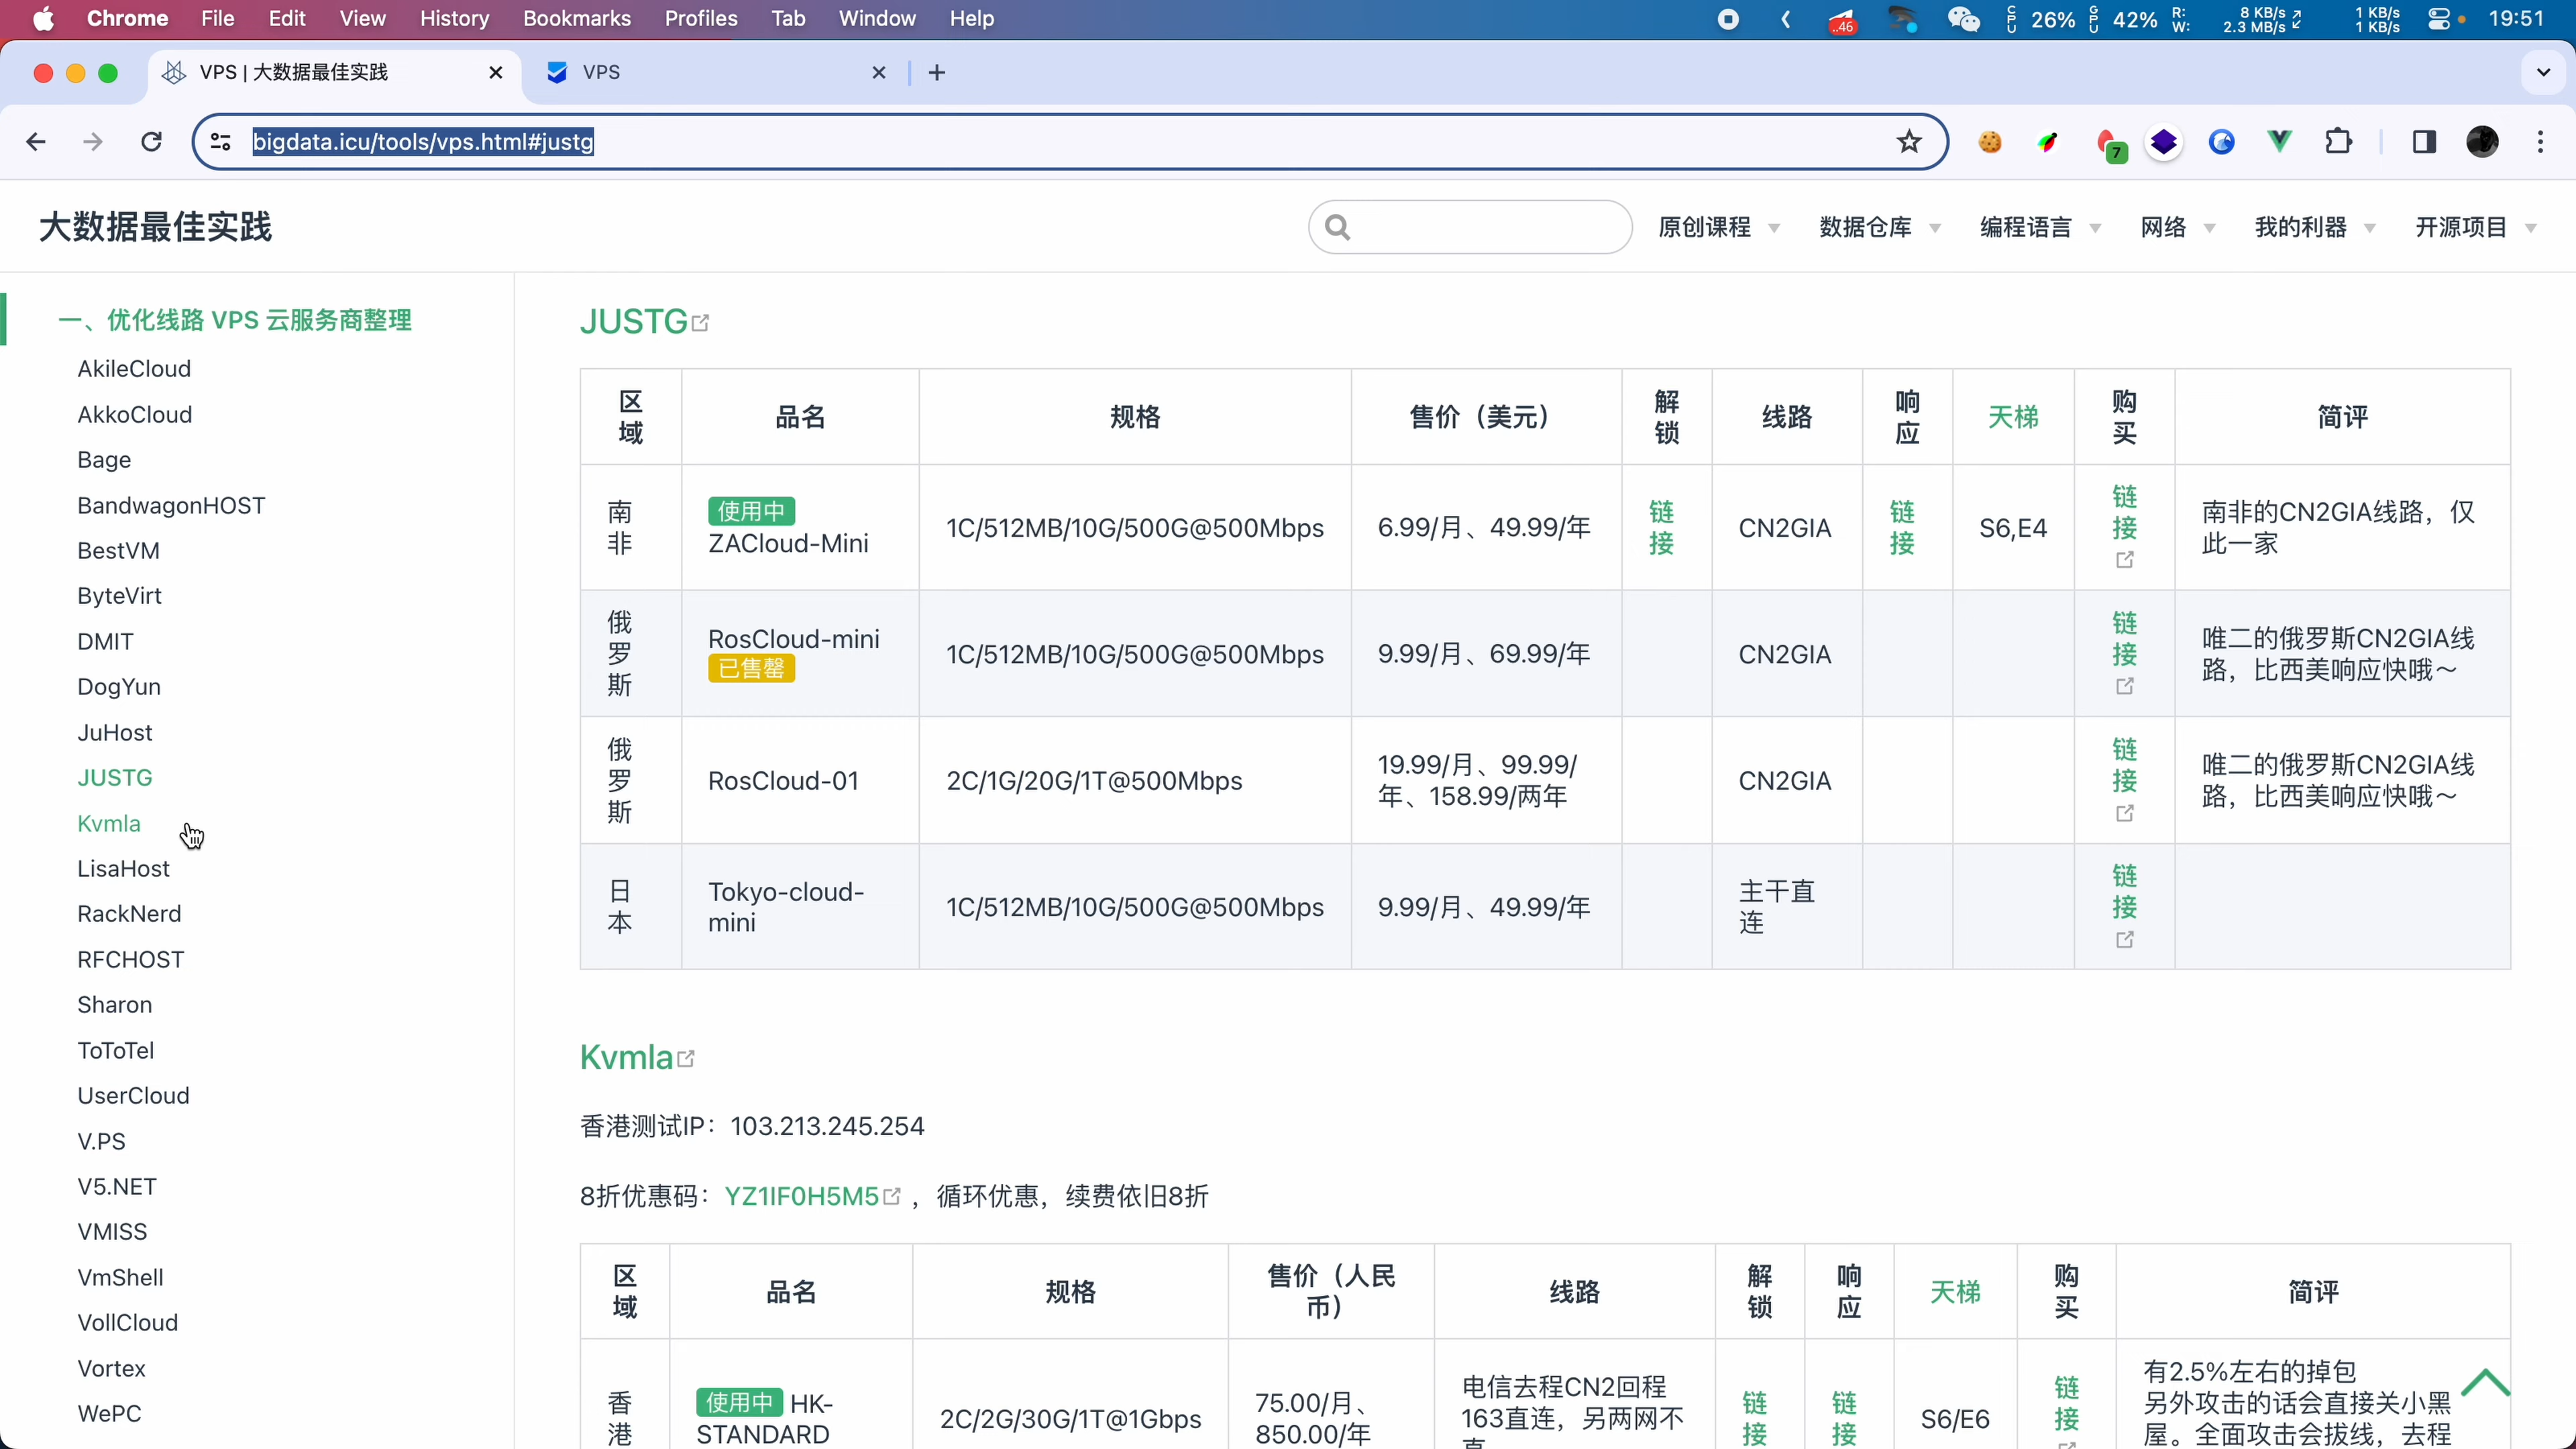 Chrome File Edit View History Bookmarks Profiles Tab Window Help ..46 CPU 26% GPU 42% R: W: 8 KB/s 2.3 MB/s 1 KB/s 1 KB/s 19:51
VPS | 大数据最佳实践 VPS
bigdata.icu/tools/vps.html#justg 7
大数据最佳实践 原创课程 数据仓库 编程语言 网络 我的利器 开源项目
一、优化线路 VPS 云服务商整理
AkileCloud
AkkoCloud
Bage
BandwagonHOST
BestVM
ByteVirt
DMIT
DogYun
JuHost
JUSTG
Kvmla
LisaHost
RackNerd
RFCHOST
Sharon
ToToTel
UserCloud
V.PS
V5.NET
VMISS
VmShell
VollCloud
Vortex
WePC
JUSTG
区域 品名 规格 售价（美元） 解锁 线路 响应 天梯 购买 简评
南非 使用中 ZACloud-Mini 1C/512MB/10G/500G@500Mbps 6.99/月、49.99/年 链接 CN2GIA 链接 S6,E4 链接 南非的CN2GIA线路，仅此一家
俄罗斯 RosCloud-mini 已售罄 1C/512MB/10G/500G@500Mbps 9.99/月、69.99/年 CN2GIA 链接 唯二的俄罗斯CN2GIA线路，比西美响应快哦～
俄罗斯 RosCloud-01 2C/1G/20G/1T@500Mbps 19.99/月、99.99/年、158.99/两年 CN2GIA 链接 唯二的俄罗斯CN2GIA线路，比西美响应快哦～
日本 Tokyo-cloud-mini 1C/512MB/10G/500G@500Mbps 9.99/月、49.99/年 主干直连 链接
Kvmla
香港测试IP：103.213.245.254
8折优惠码：YZ1IF0H5M5 ，循环优惠，续费依旧8折
区域 品名 规格 售价（人民币） 线路 解锁 响应 天梯 购买 简评
香港 使用中 HK-STANDARD 2C/2G/30G/1T@1Gbps 75.00/月、850.00/年 电信去程CN2回程163直连，另两网不 链接 链接 S6/E6 链接 有2.5%左右的掉包 另外攻击的话会直接关小黑屋。全面攻击会拔线，去程